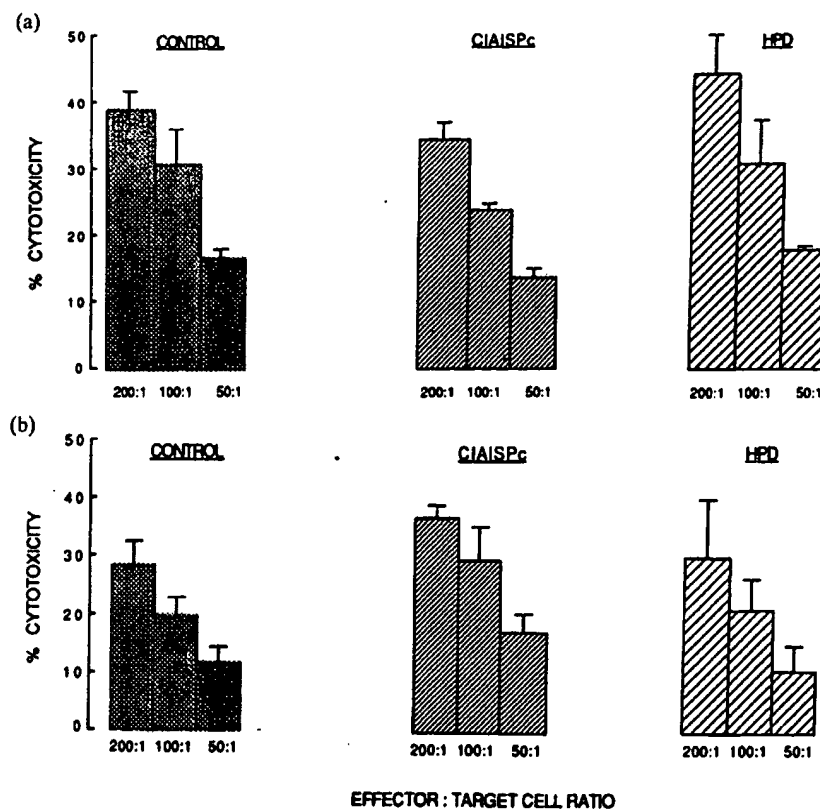 (a)
CONTROL CIAISPc HPD
50
40
30
20
10
0
% CYTOTOXICITY
200:1 100:1 50:1 200:1 100:1 50:1 200:1 100:1 50:1
(b)
CONTROL CIAISPc HPD
50
40
30
20
10
0
% CYTOTOXICITY
200:1 100:1 50:1 200:1 100:1 50:1 200:1 100:1 50:1
EFFECTOR : TARGET CELL RATIO